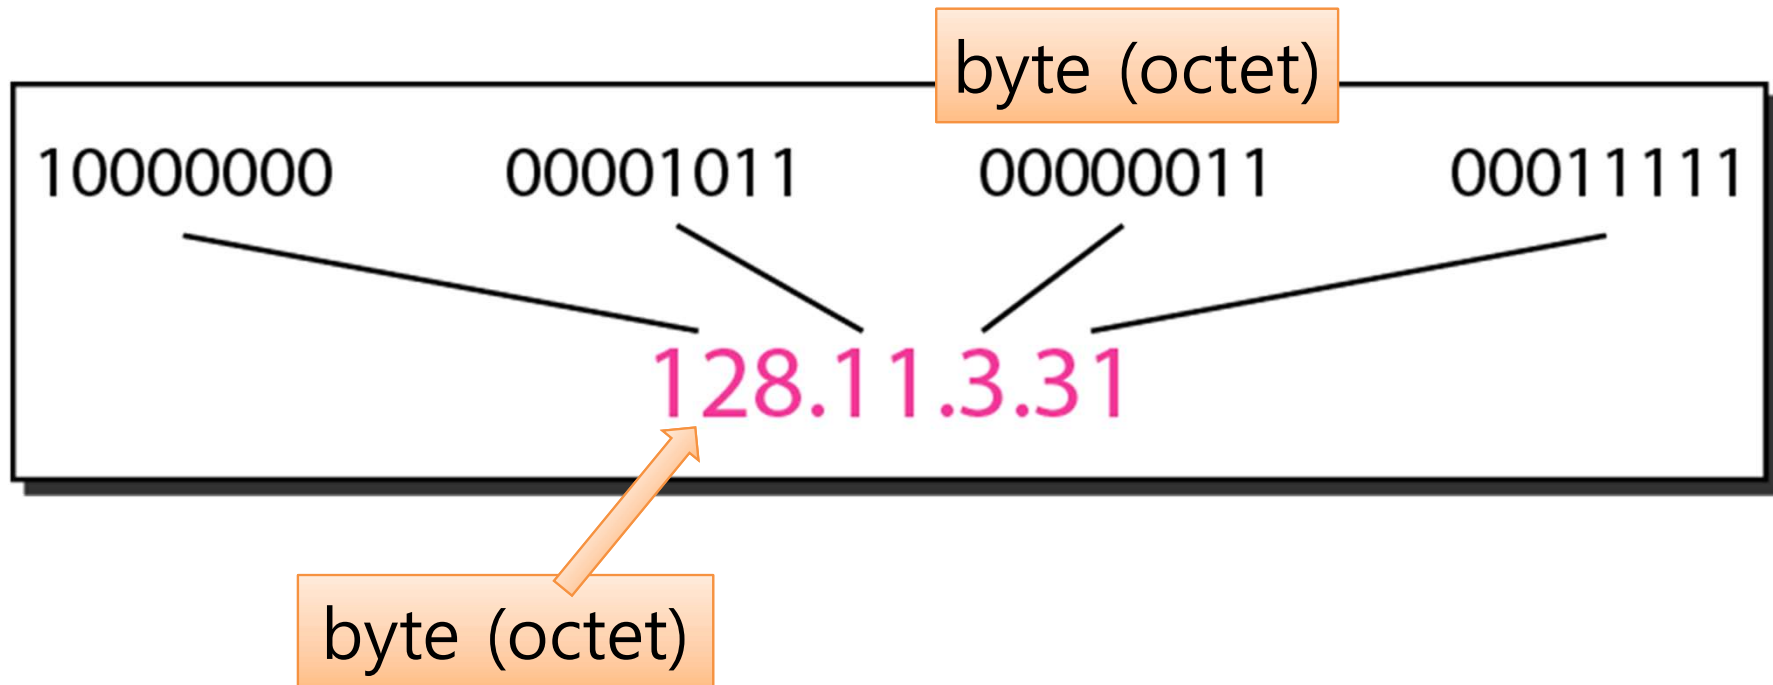 byte (octet)
10000000 00001011 00000011 00011111
128.11.3.31
byte (octet)